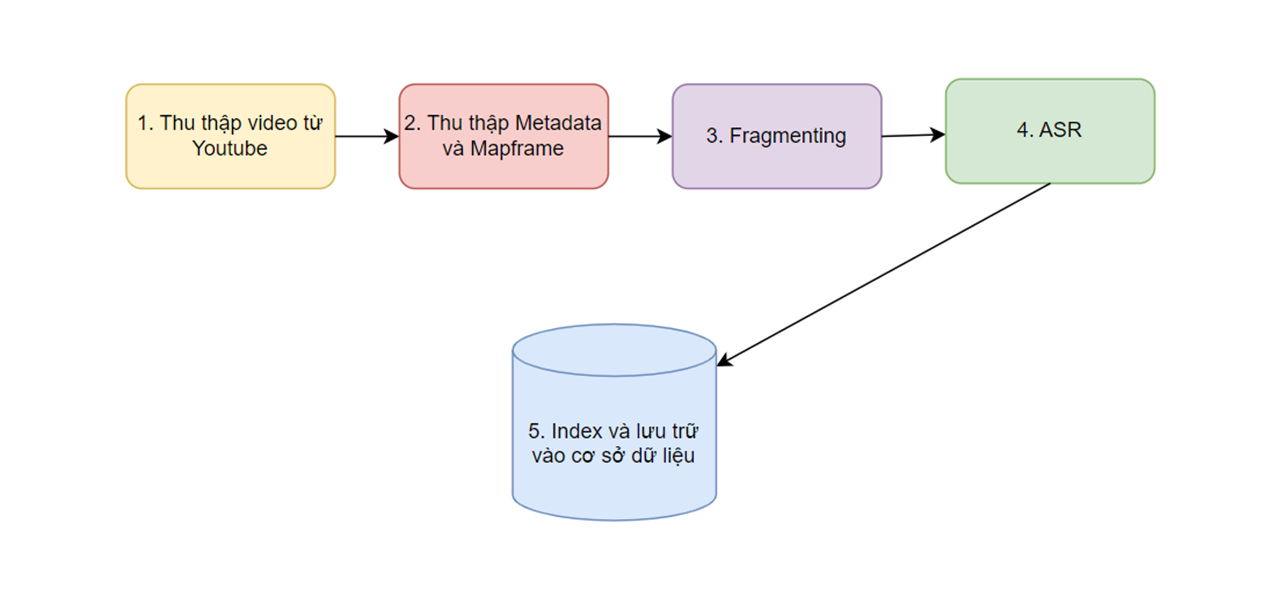 1. Thu thập video từ
Youtube
2. Thu thập Metadata
và Mapframe
3. Fragmenting
4. ASR
5. Index và lưu trữ
vào cơ sở dữ liệu